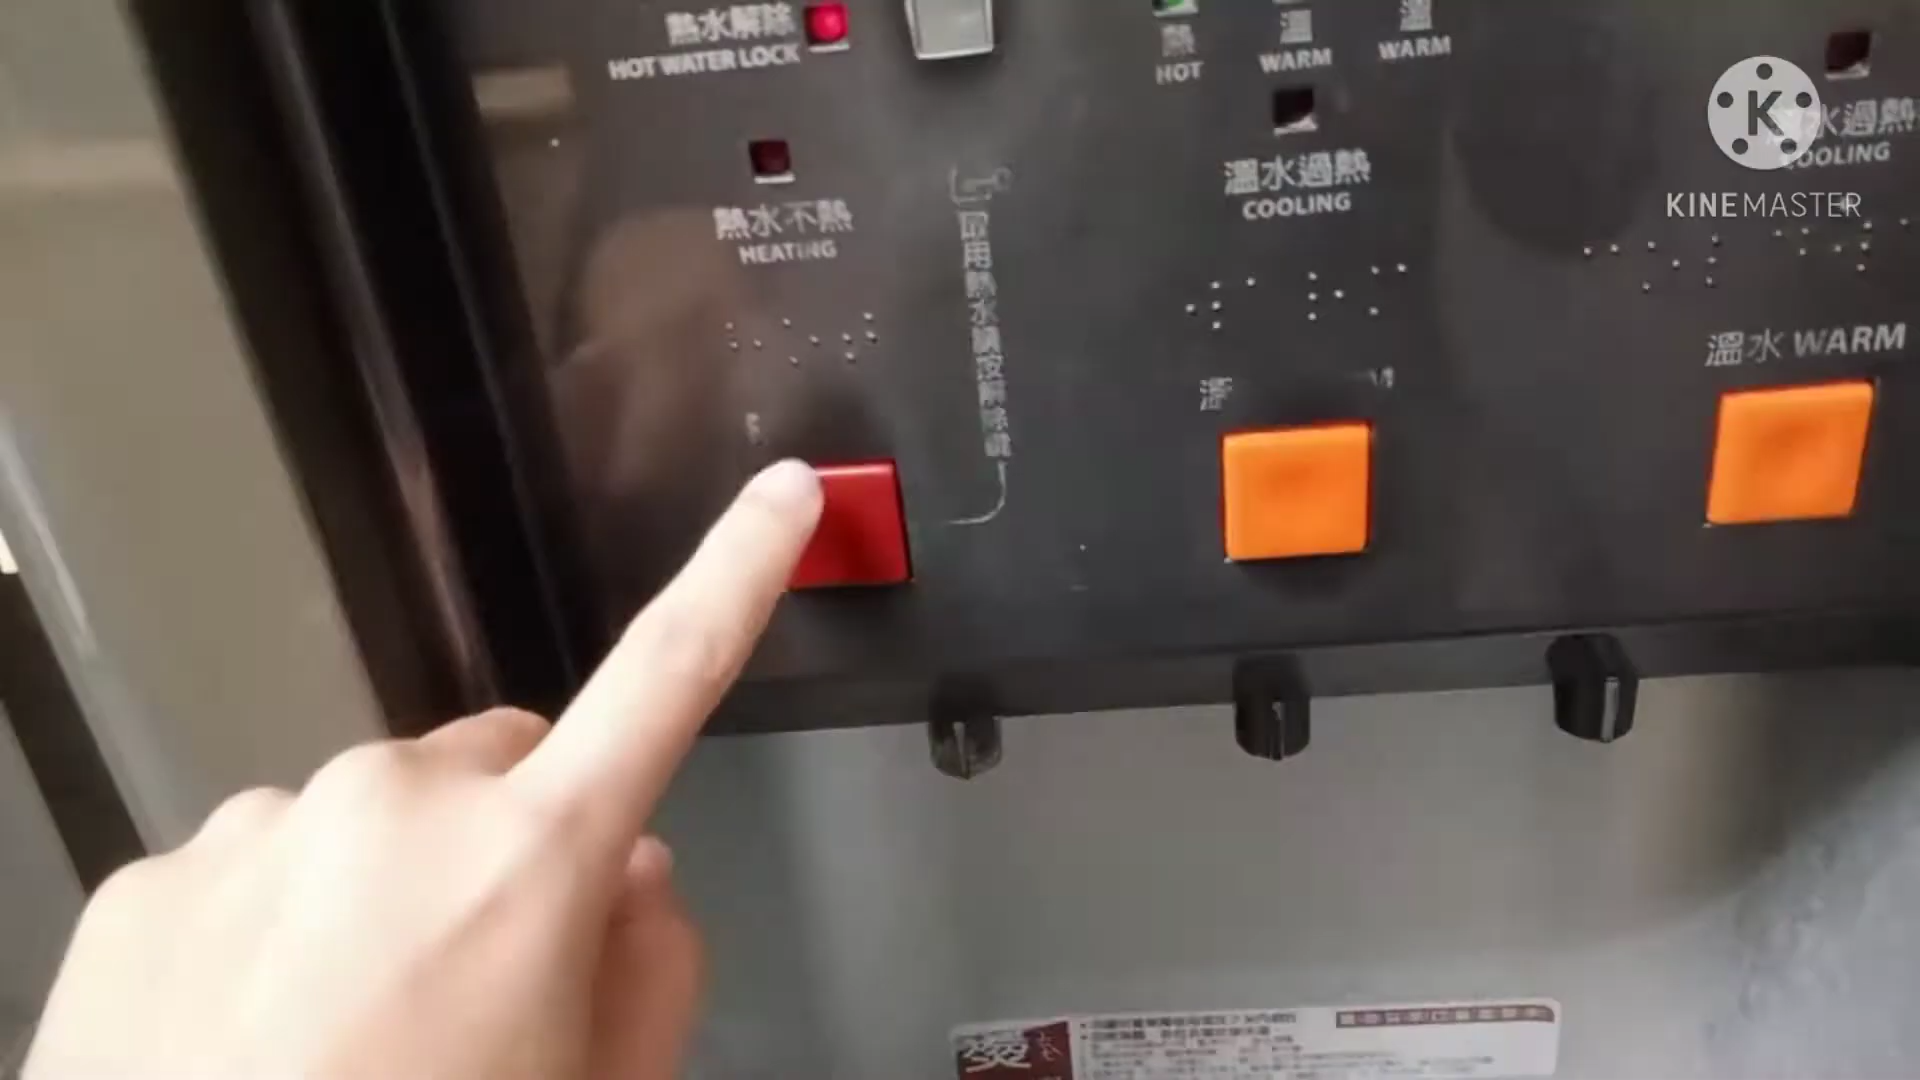 熱水解除
HOT WATER LOCK
熱
HOT
溫
WARM
溫
WARM
熱水不熱
HEATING
取用熱水請按解除鍵
溫水過熱
COOLING
水過熱
COOLING
KINEMASTER
溫水 WARM
燙